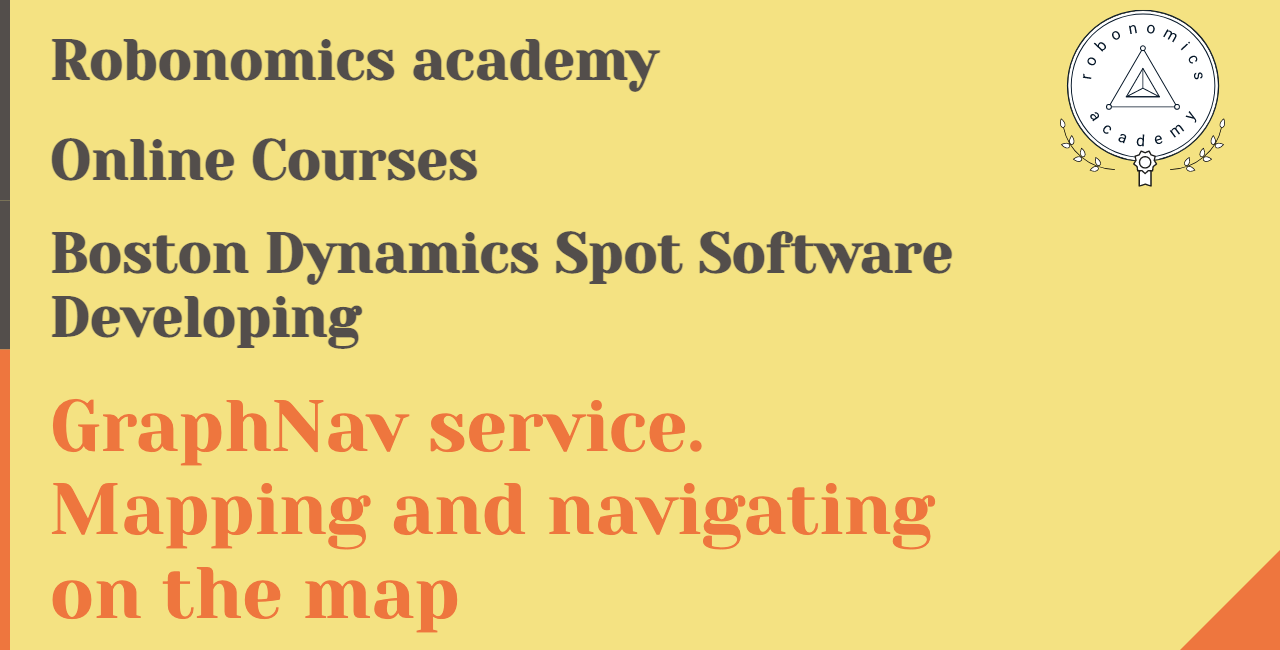 Robonomics academy
robonomics
academy
Online Courses
Boston Dynamics Spot Software
Developing
GraphNav service.
Mapping and navigating
on the map